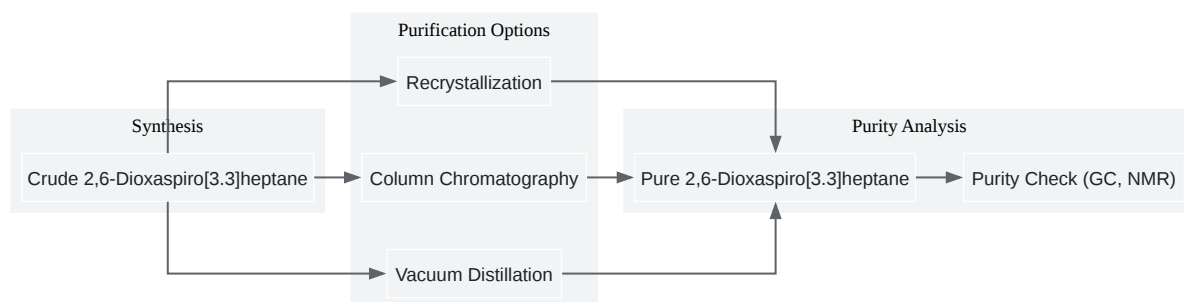 Purification Options
Recrystallization
Synthesis
Purity Analysis
Crude 2,6-Dioxaspiro[3.3]heptane
Column Chromatography
Pure 2,6-Dioxaspiro[3.3]heptane
Purity Check (GC, NMR)
Vacuum Distillation